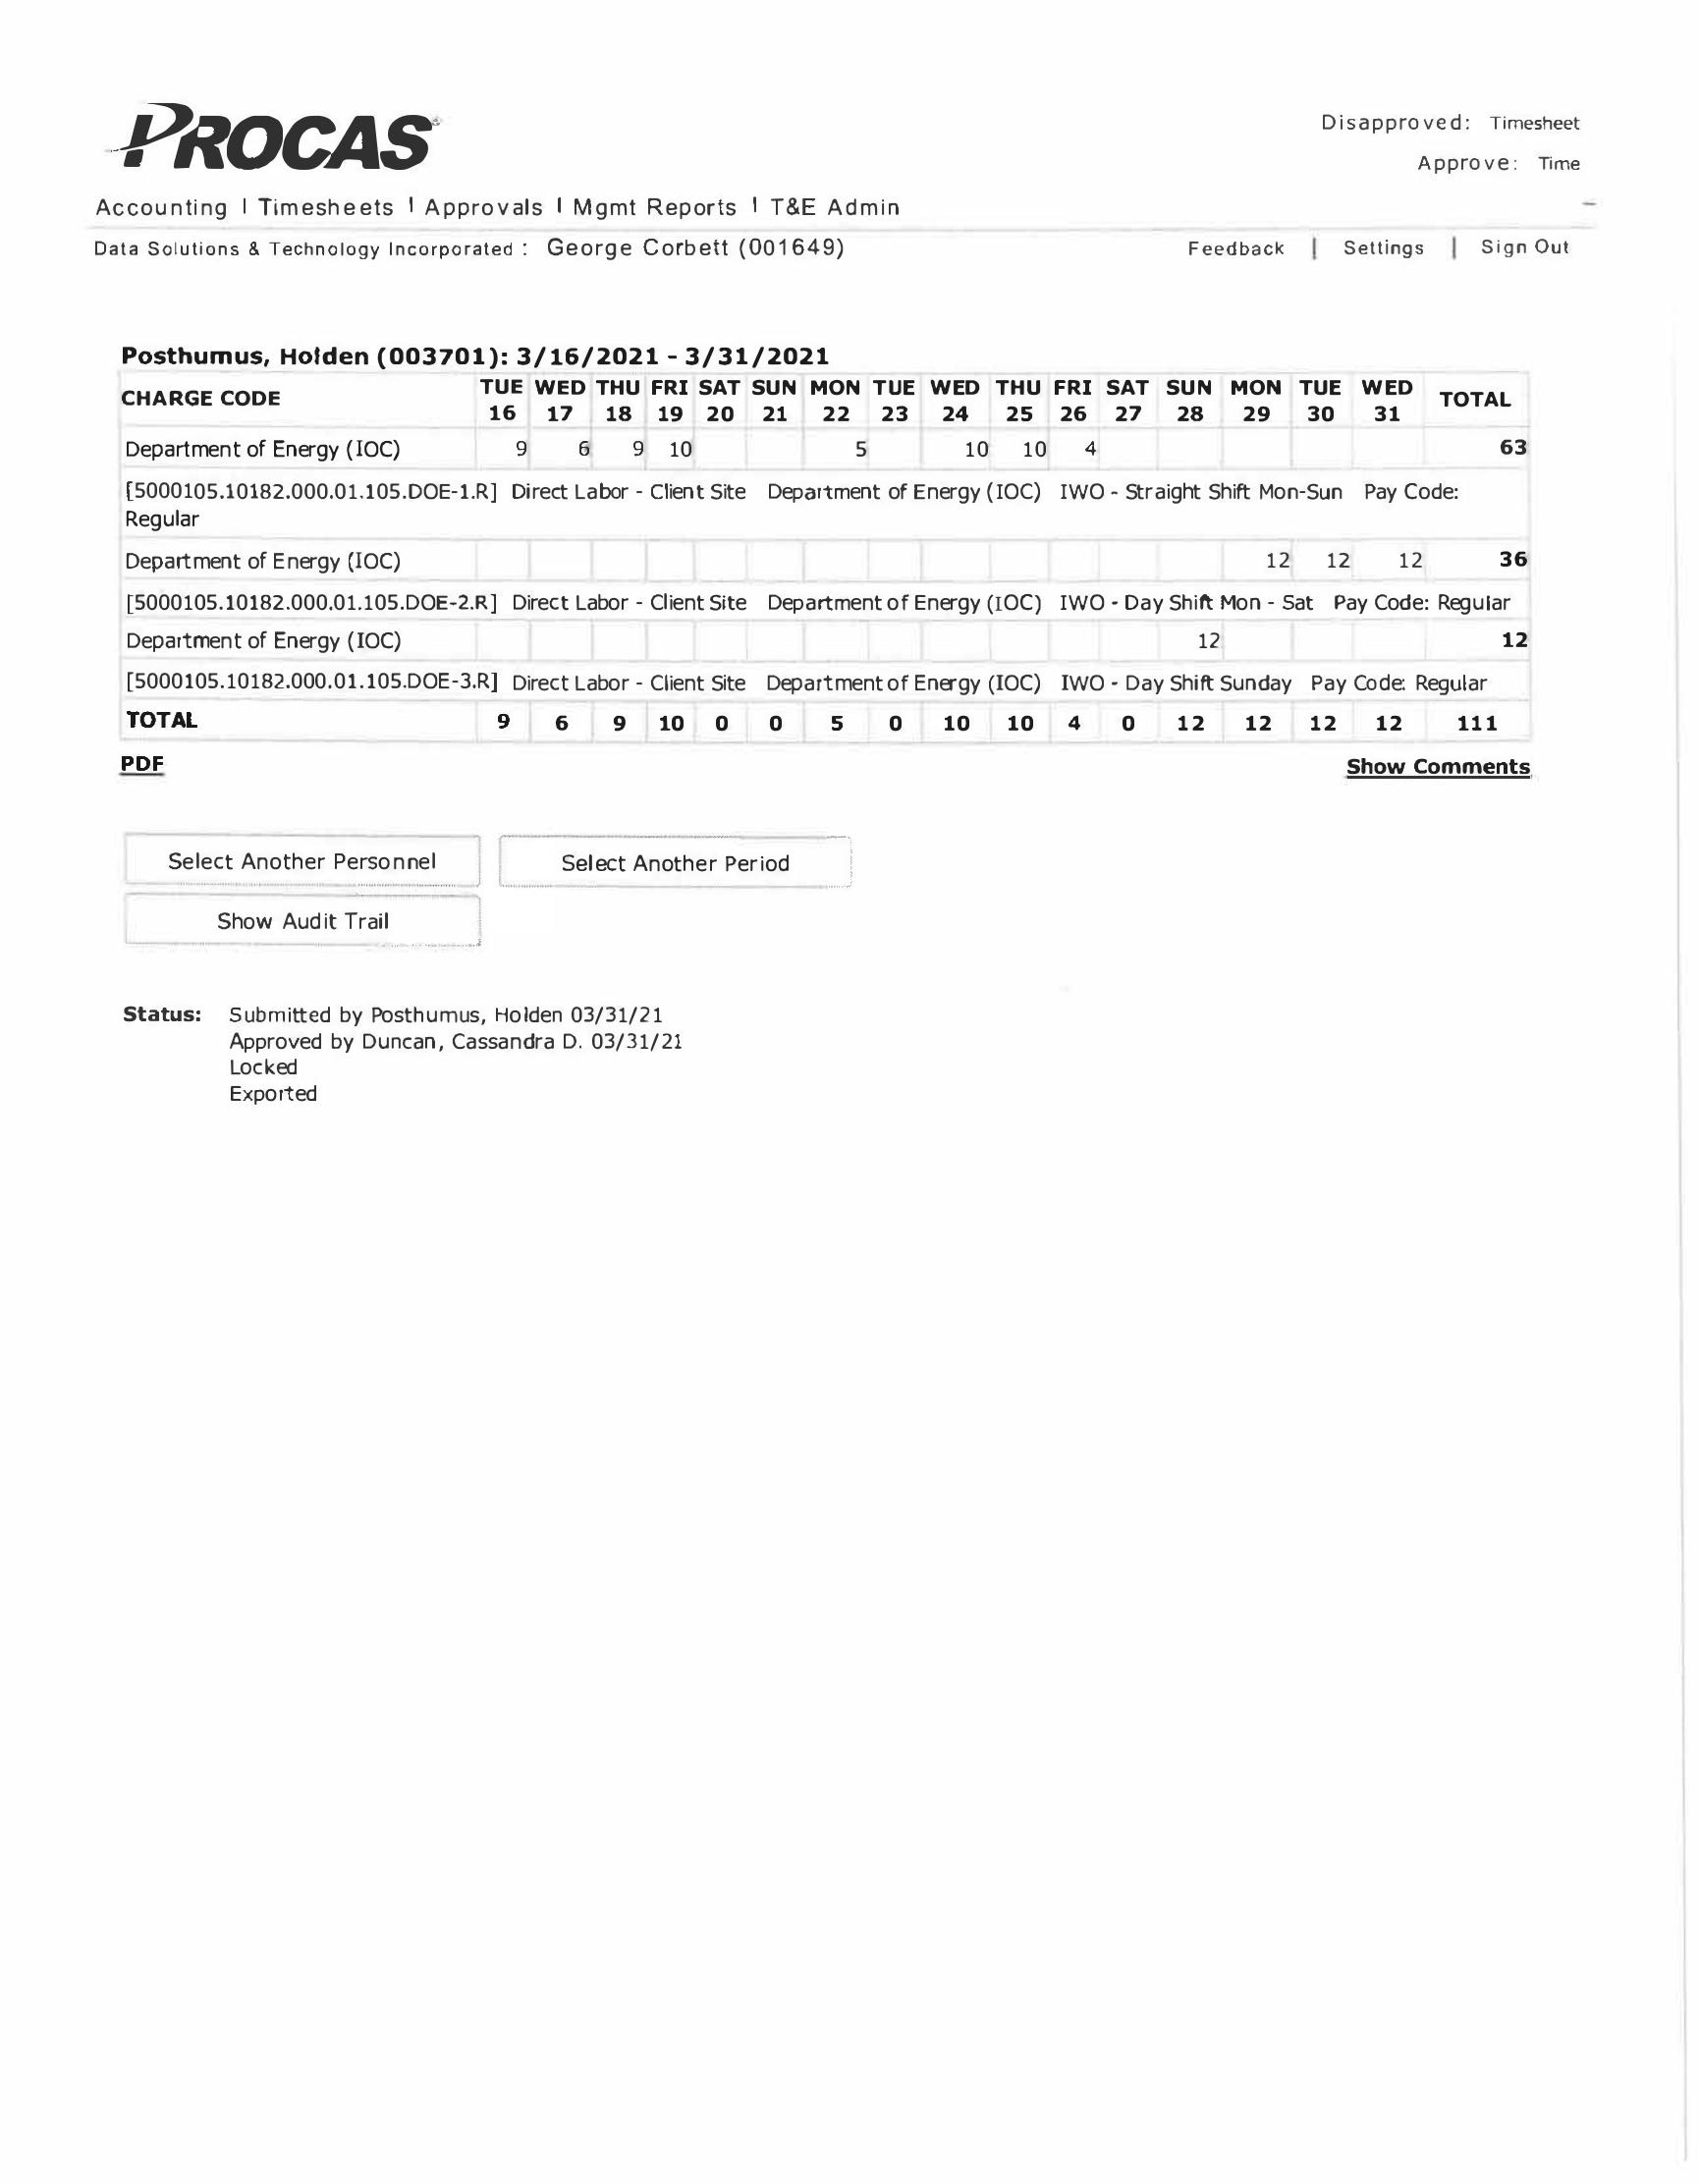 PROCAS
Disapproved: Timesheet
Approve: Time
Accounting | Timesheets | Approvals | Mgmt Reports | T&E Admin
Data Solutions & Technology Incorporated : George Corbett (001649)
Feedback | Settings | Sign Out
Posthumus, Holden (003701): 3/16/2021 - 3/31/2021
CHARGE CODE TUE 16 WED 17 THU 18 FRI 19 SAT 20 SUN 21 MON 22 TUE 23 WED 24 THU 25 FRI 26 SAT 27 SUN 28 MON 29 TUE 30 WED 31 TOTAL
Department of Energy (IOC) 9 6 9 10 5 10 10 4 63
[5000105.10182.000.01.105.DOE-1.R] Direct Labor - Client Site Department of Energy (IOC) IWO - Straight Shift Mon-Sun Pay Code:
Regular
Department of Energy (IOC) 12 12 12 36
[5000105.10182.000.01.105.DOE-2.R] Direct Labor - Client Site Department of Energy (IOC) IWO - Day Shift Mon - Sat Pay Code: Regular
Department of Energy (IOC) 12 12
[5000105.10182.000.01.105.DOE-3.R] Direct Labor - Client Site Department of Energy (IOC) IWO - Day Shift Sunday Pay Code: Regular
TOTAL 9 6 9 10 0 0 5 0 10 10 4 0 12 12 12 12 111
PDF
Show Comments
Select Another Personnel
Select Another Period
Show Audit Trail
Status: Submitted by Posthumus, Holden 03/31/21
Approved by Duncan, Cassandra D. 03/31/21
Locked
Exported